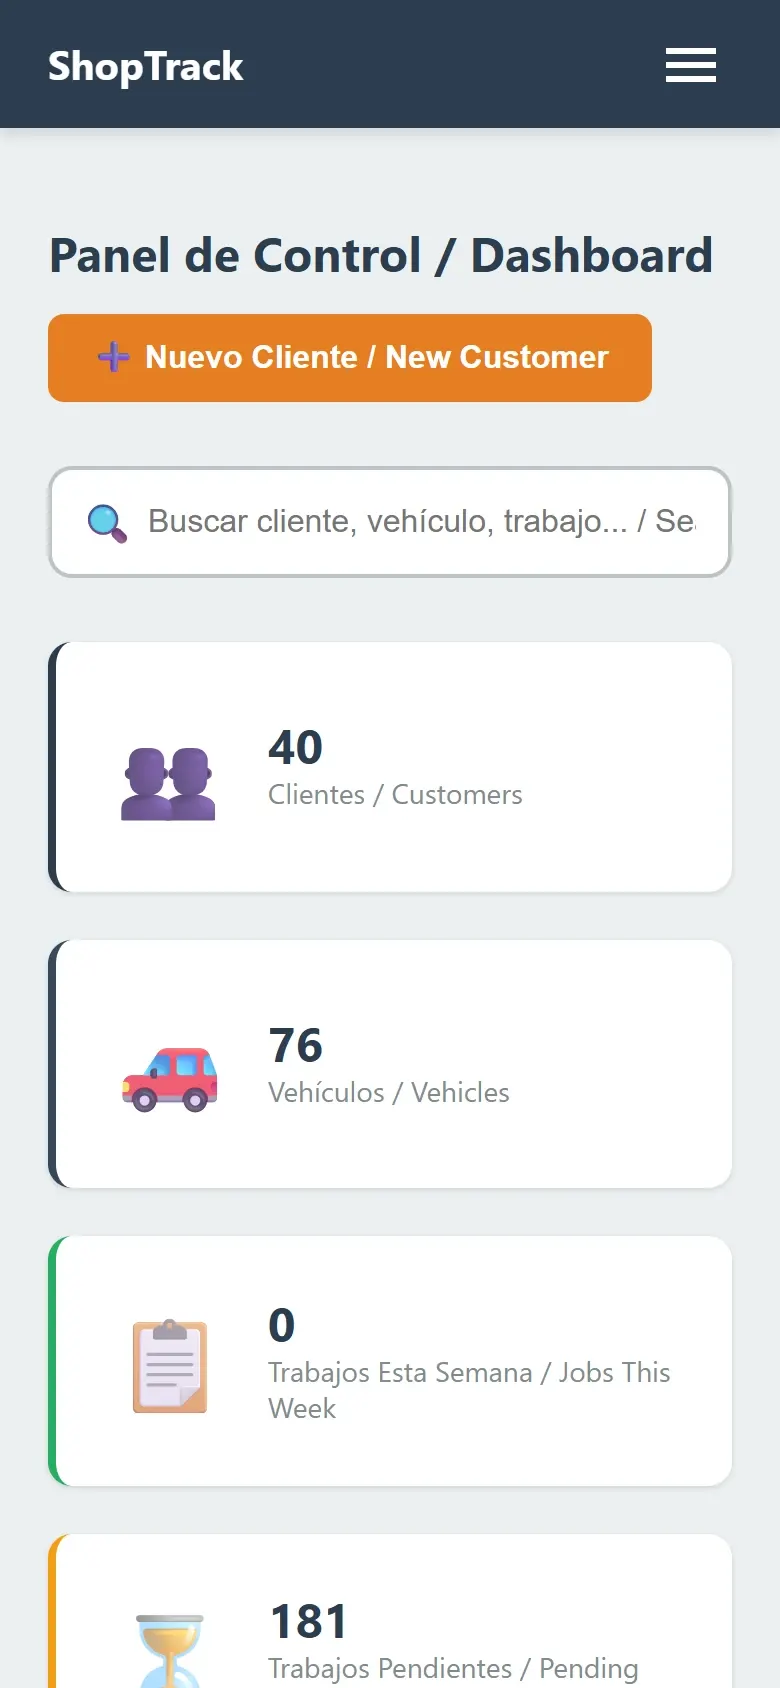 ShopTrack
Panel de Control / Dashboard
Nuevo Cliente / New Customer
Buscar cliente, vehículo, trabajo... / Se
40
Clientes / Customers
76
Vehículos / Vehicles
0
Trabajos Esta Semana / Jobs This
Week
181
Trabajos Pendientes / Pending